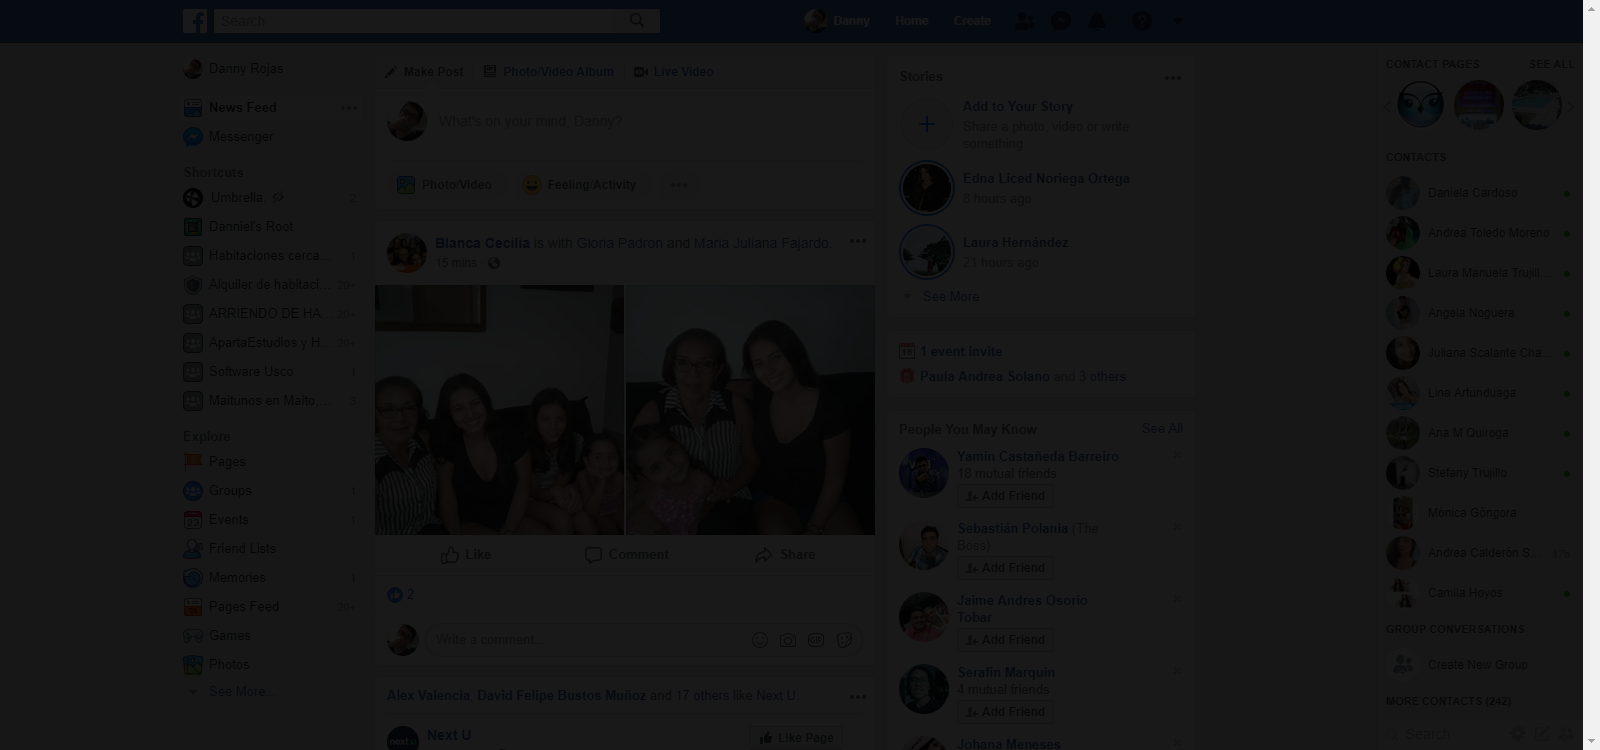 Search
Danny
Home
Create
Danny Rojas
News Feed
Messenger
Shortcuts
Umbrella.
2
Danniel's Root
Habitaciones cerca...
Alquiler de habitaci...
20+
ARRIENDO DE HA...
20+
ApartaEstudios y H...
20+
Software Usco
Maitunos en Maito...
Explore
Pages
Groups
Events
Friend Lists
Memories
Pages Feed
20+
Games
Photos
See More...
Make Post
Photo/Video Album
Live Video
What's on your mind, Danny?
Photo/Video
Feeling/Activity
Blanca Cecilia is with Gloria Padron and Maria Juliana Fajardo.
15 mins
Like
Comment
Share
2
Write a comment...
GIF
Alex Valencia, David Felipe Bustos Muñoz and 17 others like Next U.
next u
Next U
Like Page
Stories
Add to Your Story
Share a photo, video or write
something
Edna Liced Noriega Ortega
8 hours ago
Laura Hernández
21 hours ago
See More
1 event invite
Paula Andrea Solano and 3 others
People You May Know
See All
Yamin Castañeda Barreiro
18 mutual friends
Add Friend
Sebastián Polania (The
Boss)
Add Friend
Jaime Andres Osorio
Tobar
Add Friend
Serafin Marquin
4 mutual friends
Add Friend
Johana Meneses
CONTACT PAGES
SEE ALL
CONTACTS
Daniela Cardoso
Andrea Toledo Moreno
Laura Manuela Trujill...
Angela Noguera
Juliana Scalante Cha...
Lina Artunduaga
Ana M Quiroga
Stefany Trujillo
Mónica Góngora
Andrea Calderón S...
Camila Hoyos
GROUP CONVERSATIONS
Create New Group
MORE CONTACTS (242)
Search